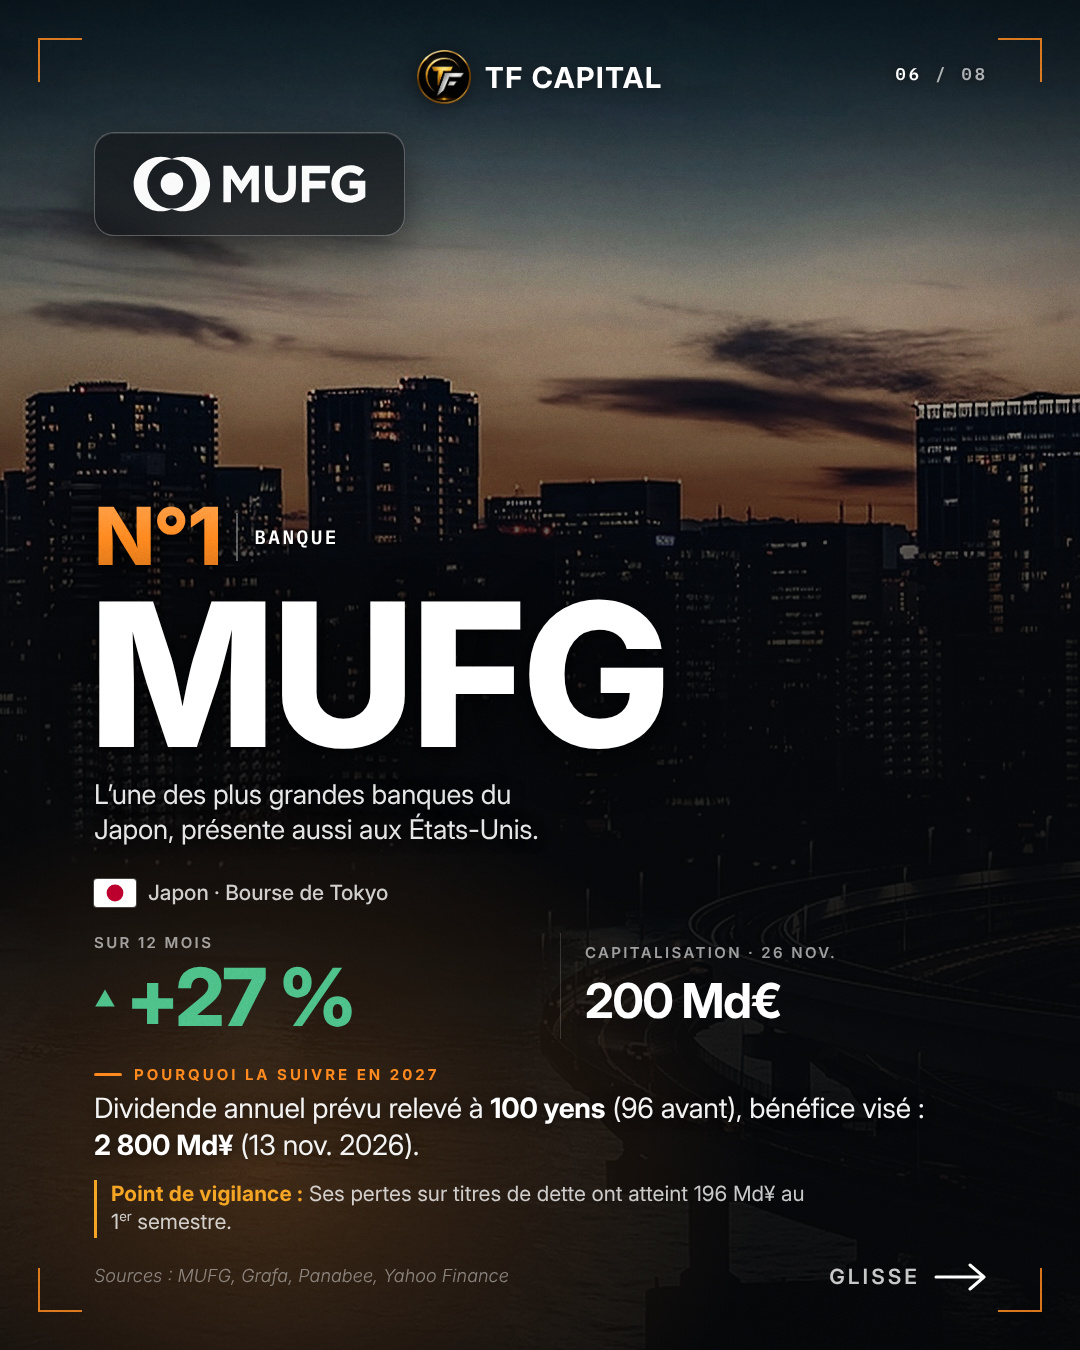 TF CAPITAL
06 / 08
MUFG
N°1
BANQUE
MUFG
L'une des plus grandes banques du
Japon, présente aussi aux États-Unis.
Japon · Bourse de Tokyo
SUR 12 MOIS
▲ +27 %
CAPITALISATION · 26 NOV.
200 Md€
POURQUOI LA SUIVRE EN 2027
Dividende annuel prévu relevé à 100 yens (96 avant), bénéfice visé :
2 800 Md¥ (13 nov. 2026).
Point de vigilance : Ses pertes sur titres de dette ont atteint 196 Md¥ au
1er semestre.
Sources : MUFG, Grafa, Panabee, Yahoo Finance
GLISSE